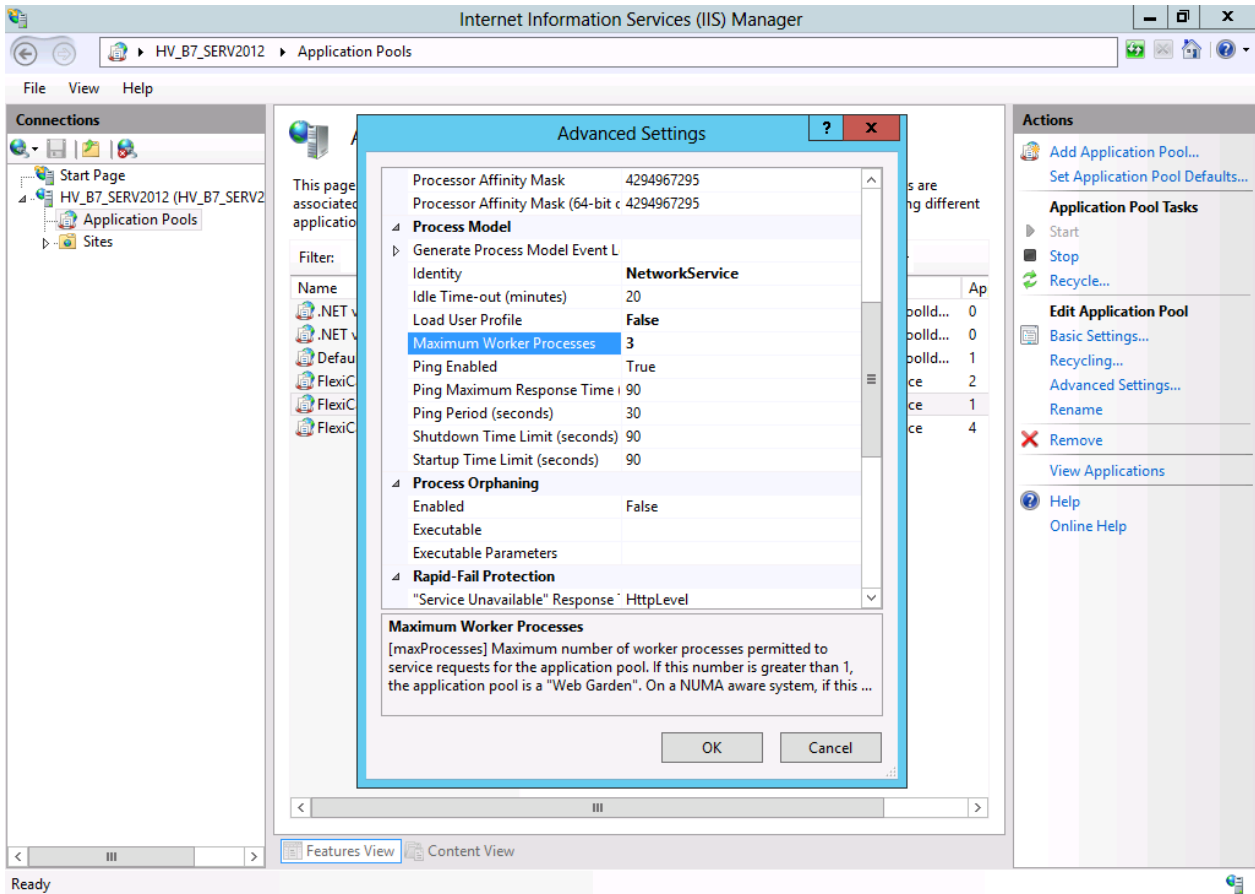 Internet Information Services (IIS) Manager
HV_B7_SERV2012 Application Pools
File View Help
Connections
Start Page
HV_B7_SERV2012 (HV_B7_SERV2
Application Pools
Sites
This page
associated
applicatio
s are
ng different
Filter:
Name
Ap
.NET v
oolId... 0
.NET v
oolId... 0
Defau
oolId... 1
FlexiC
ce 2
FlexiC
ce 1
FlexiC
ce 4
Advanced Settings
? x
Processor Affinity Mask 4294967295
Processor Affinity Mask (64-bit c 4294967295
Process Model
Generate Process Model Event L
Identity NetworkService
Idle Time-out (minutes) 20
Load User Profile False
Maximum Worker Processes 3
Ping Enabled True
Ping Maximum Response Time ( 90
Ping Period (seconds) 30
Shutdown Time Limit (seconds) 90
Startup Time Limit (seconds) 90
Process Orphaning
Enabled False
Executable
Executable Parameters
Rapid-Fail Protection
"Service Unavailable" Response HttpLevel
Maximum Worker Processes
[maxProcesses] Maximum number of worker processes permitted to
service requests for the application pool. If this number is greater than 1,
the application pool is a "Web Garden". On a NUMA aware system, if this ...
OK Cancel
Features View Content View
Actions
Add Application Pool...
Set Application Pool Defaults...
Application Pool Tasks
Start
Stop
Recycle...
Edit Application Pool
Basic Settings...
Recycling...
Advanced Settings...
Rename
Remove
View Applications
Help
Online Help
Ready